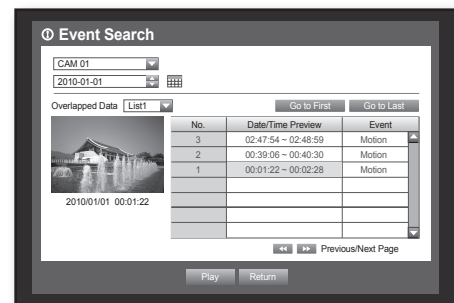 Event Search
CAM 01
2010-01-01
Overlapped Data List1 Go to First Go to Last
No. Date/Time Preview Event
3 02:47:54 ~ 02:48:59 Motion
2 00:39:06 ~ 00:40:30 Motion
1 00:01:22 ~ 00:02:28 Motion
2010/01/01 00:01:22
Previous/Next Page
Play Return